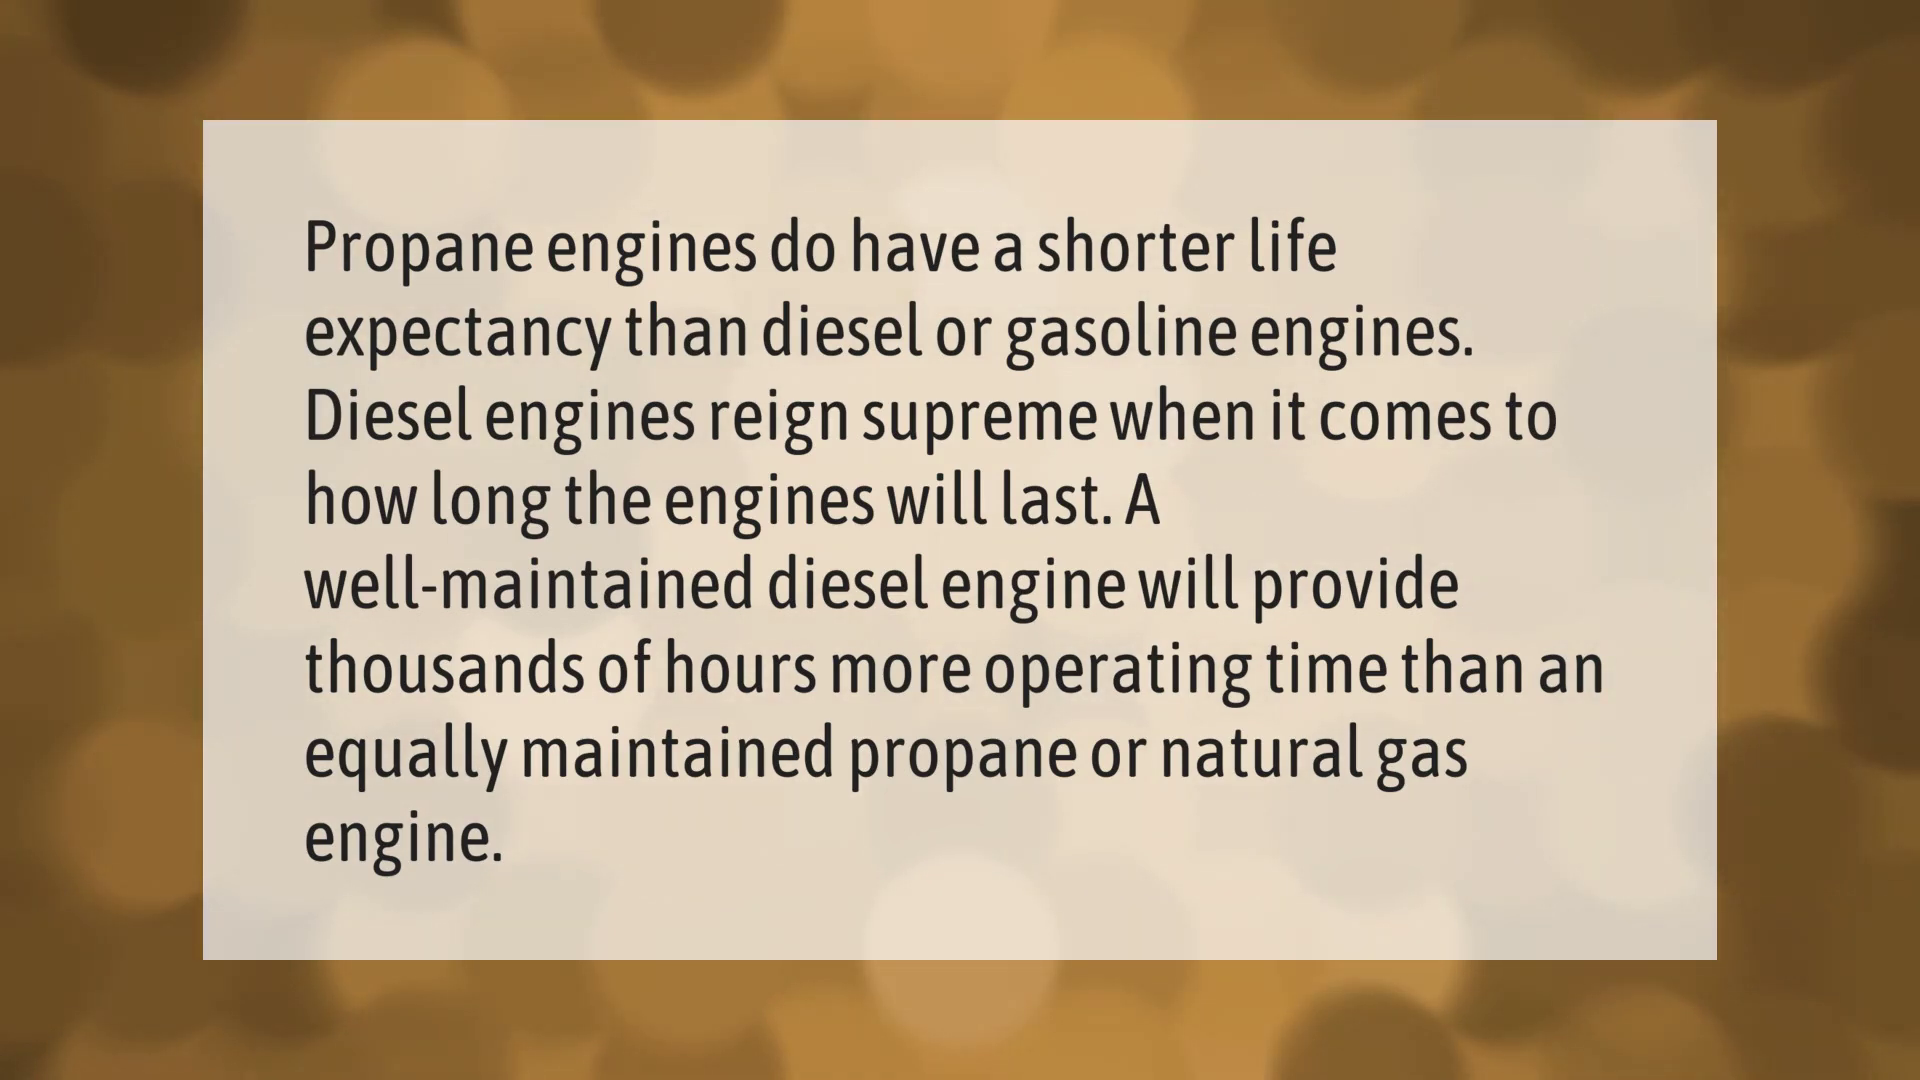 Propane engines do have a shorter life
expectancy than diesel or gasoline engines.
Diesel engines reign supreme when it comes to
how long the engines will last. A
well-maintained diesel engine will provide
thousands of hours more operating time than an
equally maintained propane or natural gas
engine.